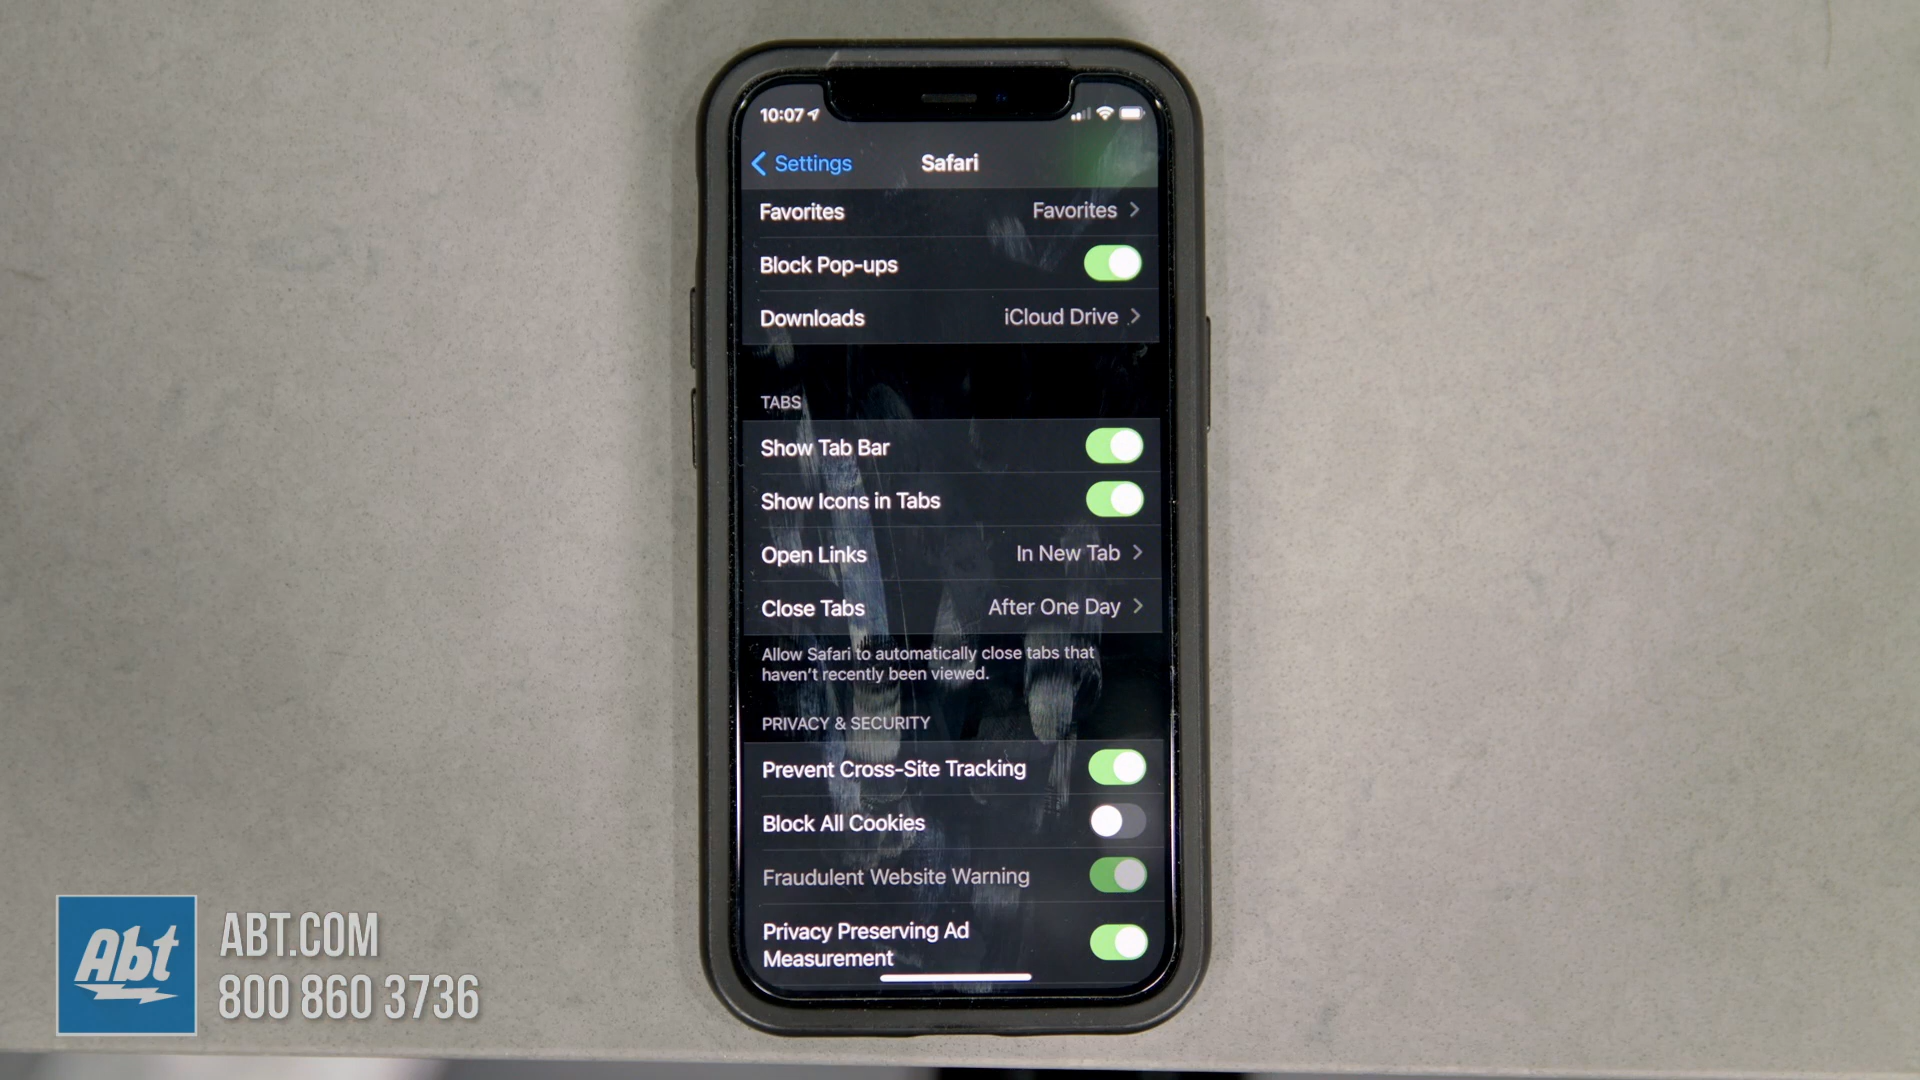 10:07
Settings
Safari
Favorites
Favorites
Block Pop-ups
Downloads
iCloud Drive
TABS
Show Tab Bar
Show Icons in Tabs
Open Links
In New Tab
Close Tabs
After One Day
Allow Safari to automatically close tabs that
haven't recently been viewed.
PRIVACY & SECURITY
Prevent Cross-Site Tracking
Block All Cookies
Fraudulent Website Warning
Privacy Preserving Ad
Measurement
Abt
ABT.COM
800 860 3736